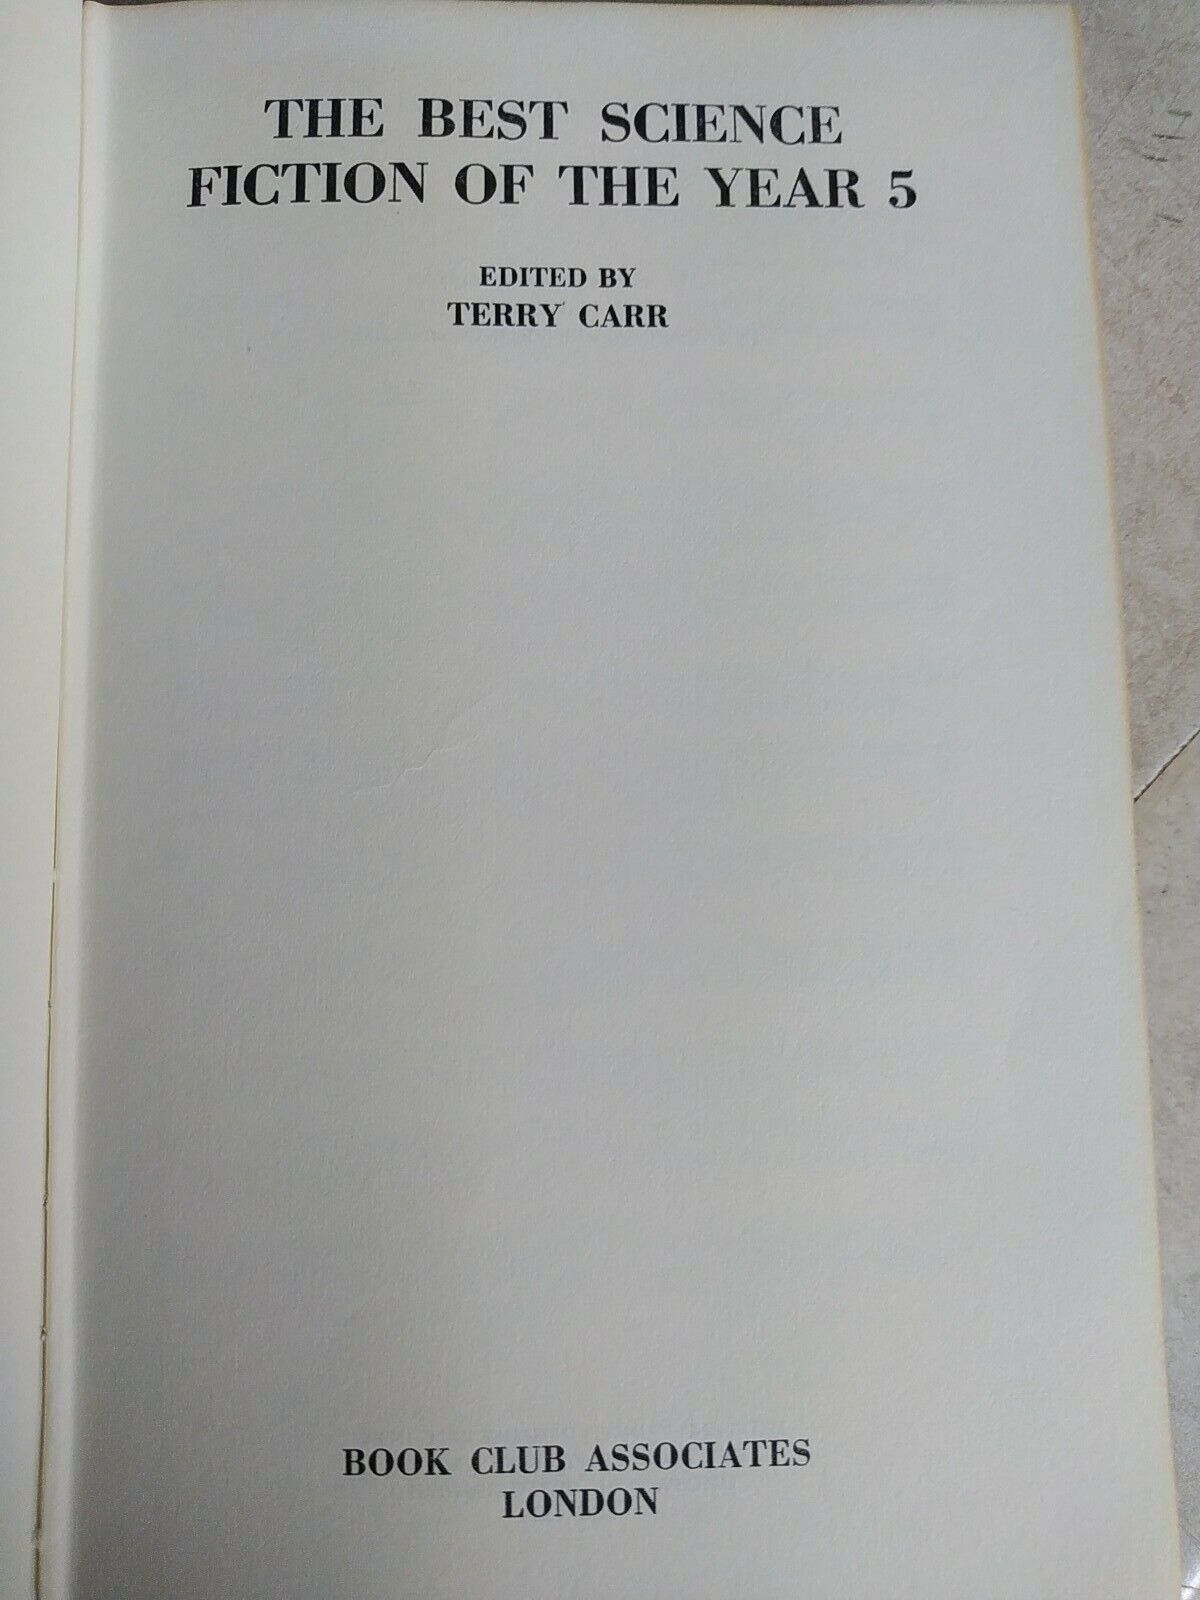 THE BEST SCIENCE
FICTION OF THE YEAR 5
EDITED BY
TERRY CARR
BOOK CLUB ASSOCIATES
LONDON